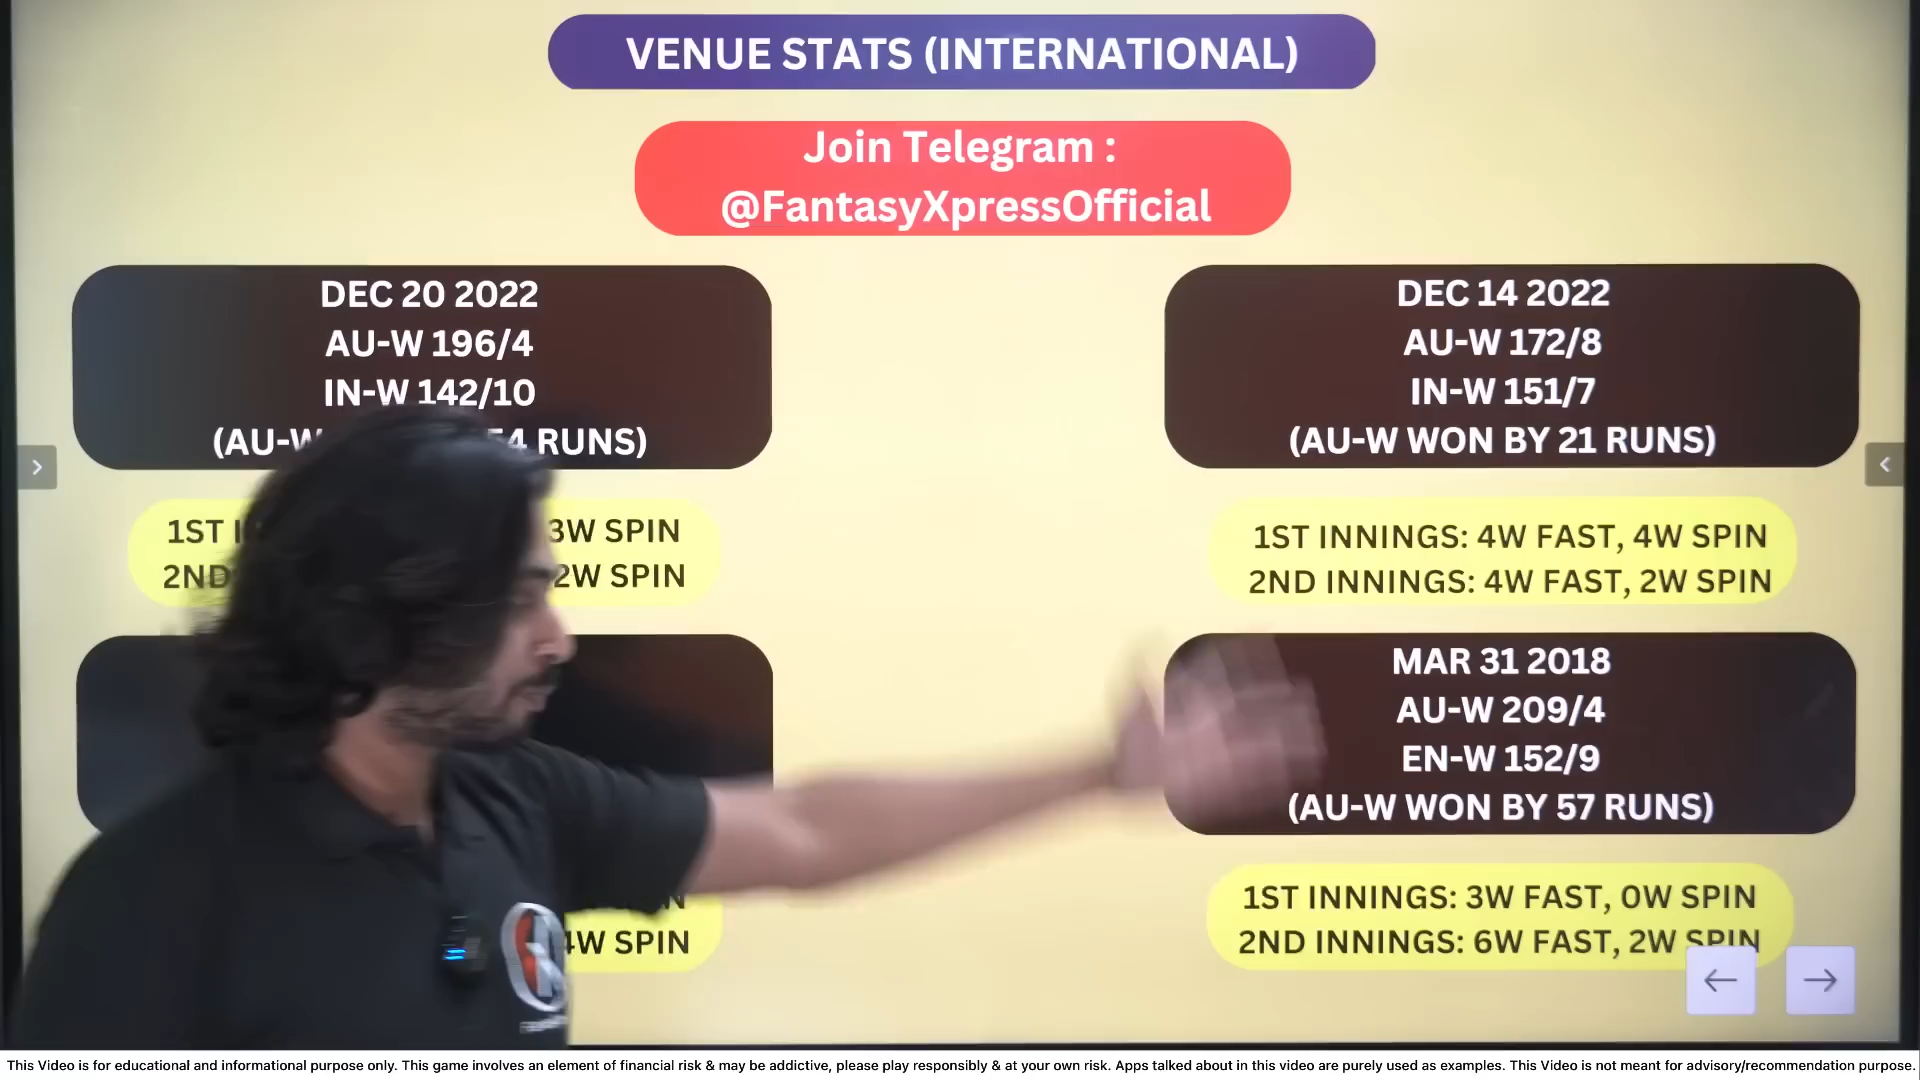 VENUE STATS (INTERNATIONAL)
Join Telegram :
@FantasyXpressOfficial
DEC 20 2022
AU-W 196/4
IN-W 142/10
(AU-W 54 RUNS)
1ST 3W SPIN
2ND 2W SPIN
4W SPIN
DEC 14 2022
AU-W 172/8
IN-W 151/7
(AU-W WON BY 21 RUNS)
1ST INNINGS: 4W FAST, 4W SPIN
2ND INNINGS: 4W FAST, 2W SPIN
MAR 31 2018
AU-W 209/4
EN-W 152/9
(AU-W WON BY 57 RUNS)
1ST INNINGS: 3W FAST, 0W SPIN
2ND INNINGS: 6W FAST, 2W SPIN
This Video is for educational and informational purpose only. This game involves an element of financial risk & may be addictive, please play responsibly & at your own risk. Apps talked about in this video are purely used as examples. This Video is not meant for advisory/recommendation purpose.